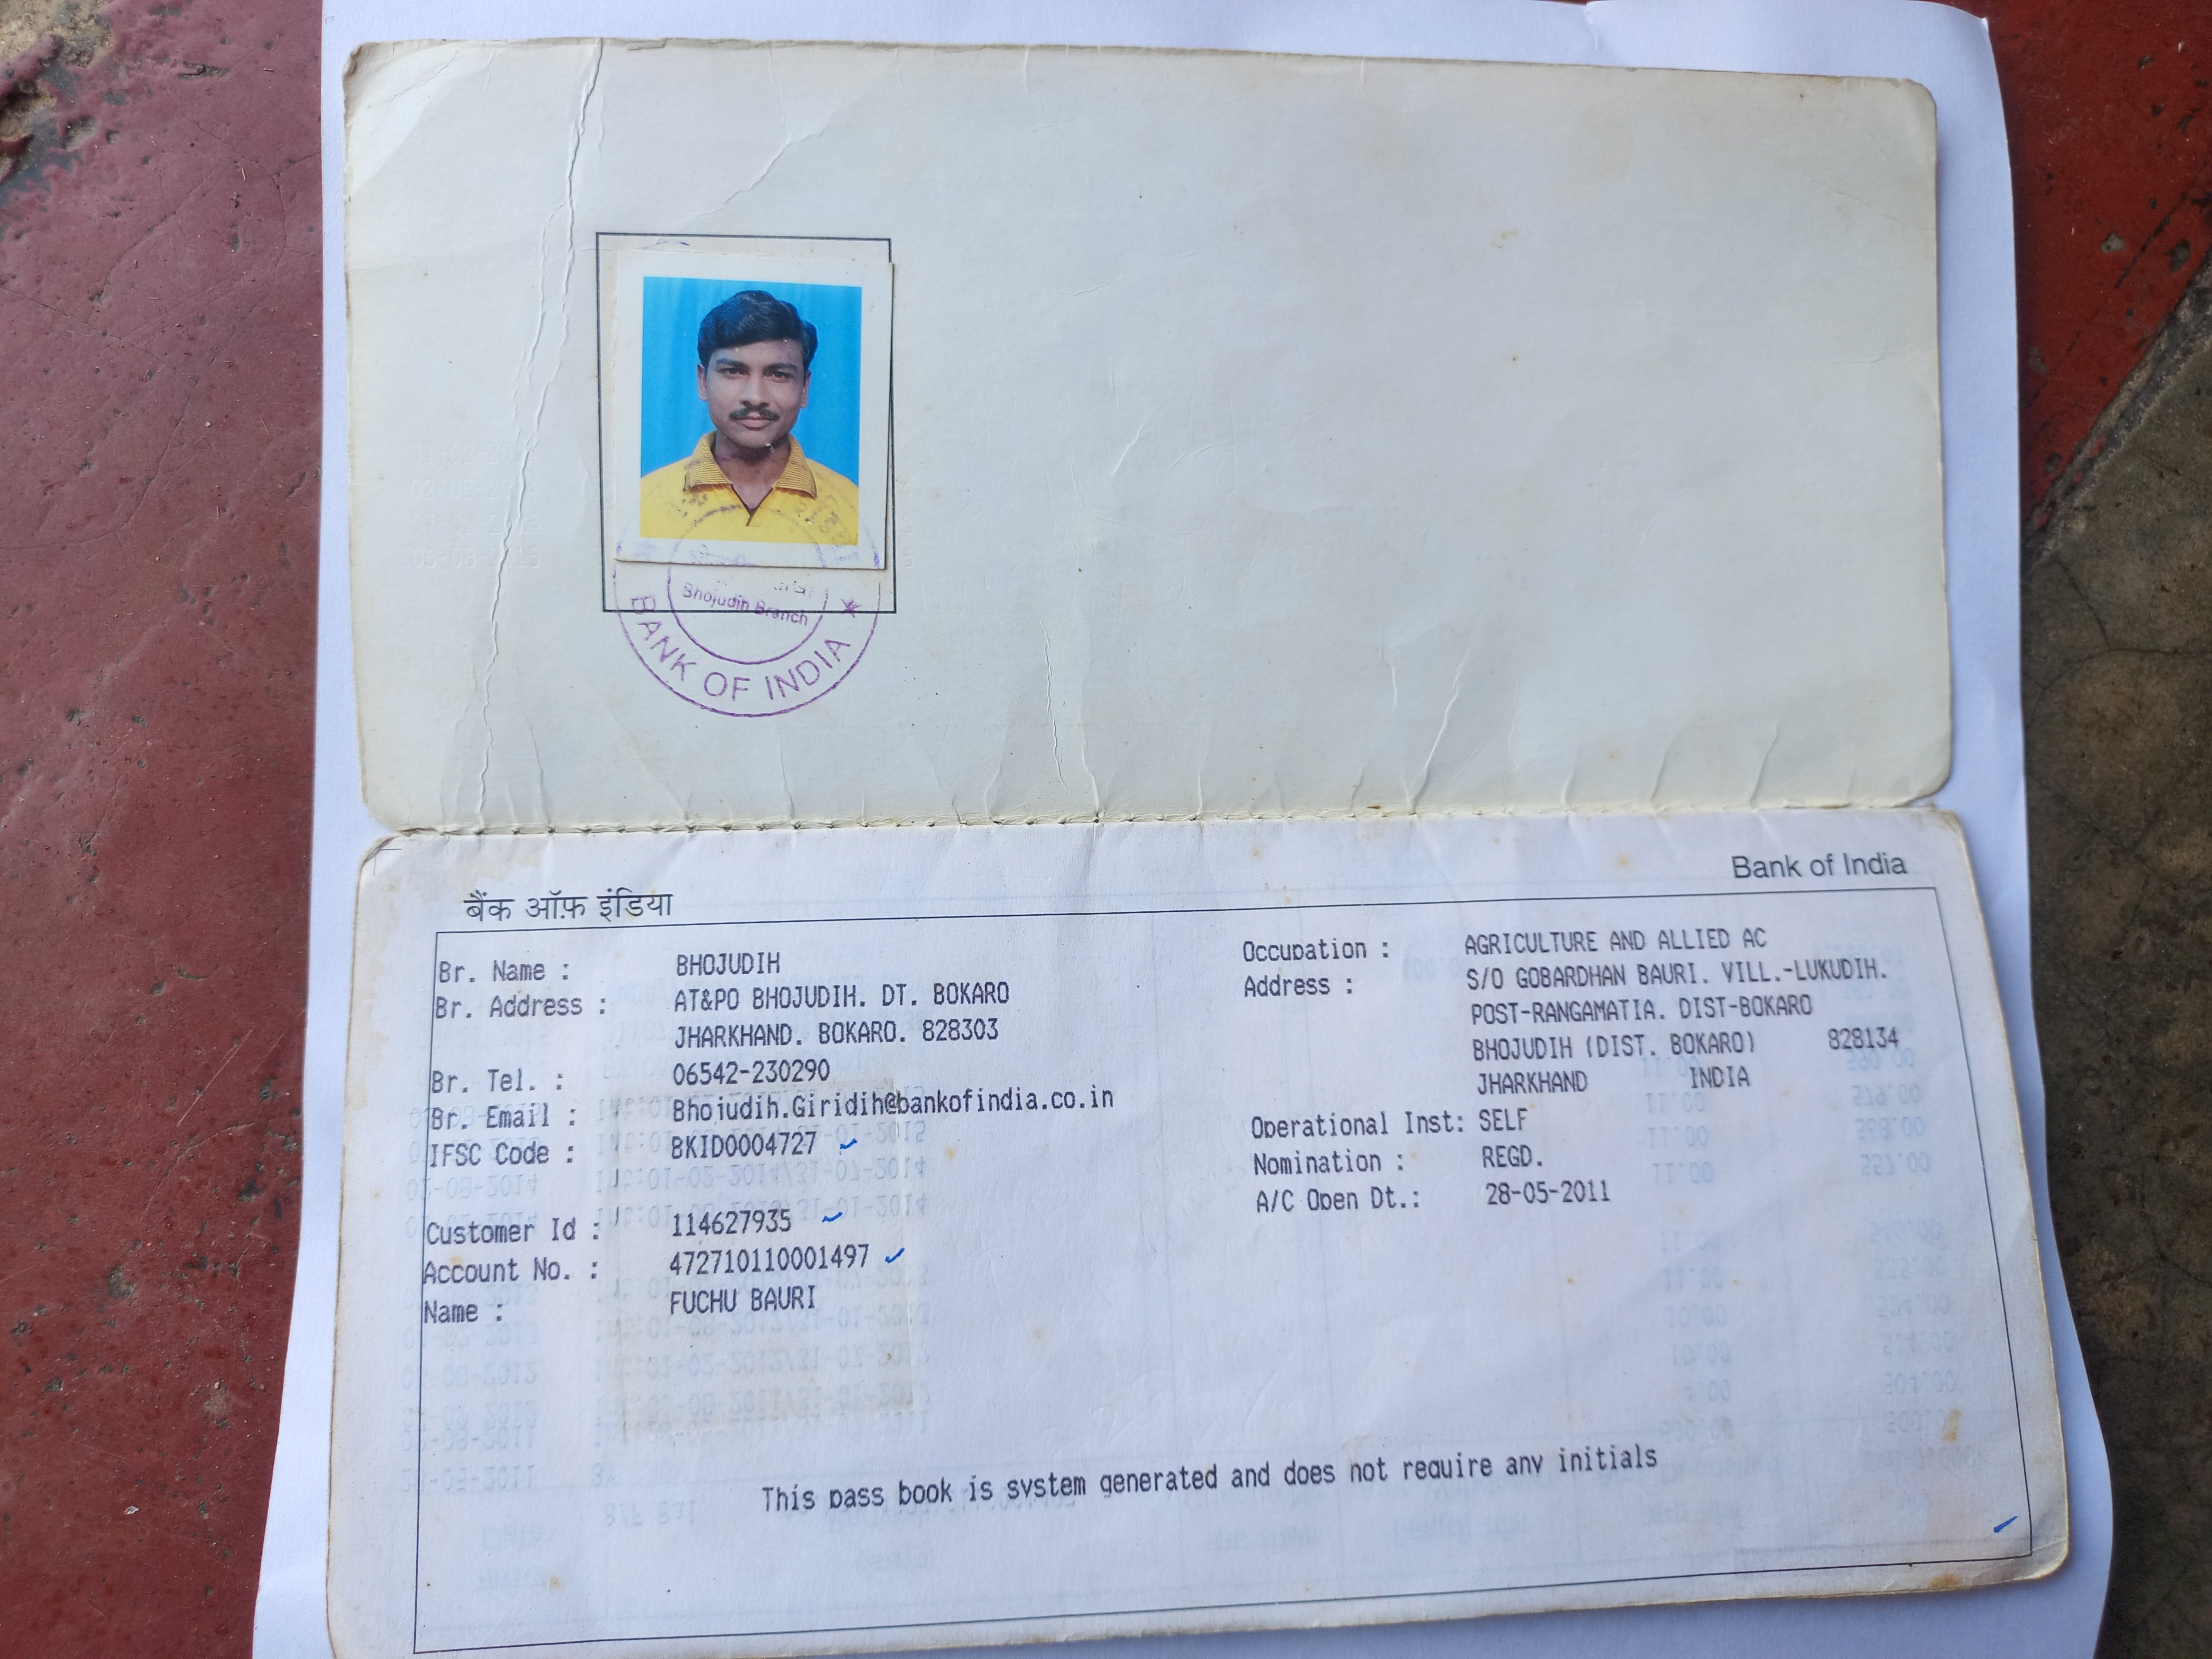 Bhojudih Branch
BANK OF INDIA
बैंक ऑफ़ इंडिया
Bank of India
Br. Name : BHOJUDIH
Br. Address : AT&PO BHOJUDIH. DT. BOKARO
JHARKHAND. BOKARO. 828303
Br. Tel. : 06542-230290
Br. Email : Bhojudih.Giridih@bankofindia.co.in
IFSC Code : BKID0004727
Customer Id : 114627935
Account No. : 472710110001497
Name : FUCHU BAURI
Occupation : AGRICULTURE AND ALLIED AC
Address : S/O GOBARDHAN BAURI. VILL.-LUKUDIH.
POST-RANGAMATIA. DIST-BOKARO
BHOJUDIH (DIST. BOKARO) 828134
JHARKHAND INDIA
Operational Inst: SELF
Nomination : REGD.
A/C Open Dt.: 28-05-2011
This pass book is system generated and does not require any initials